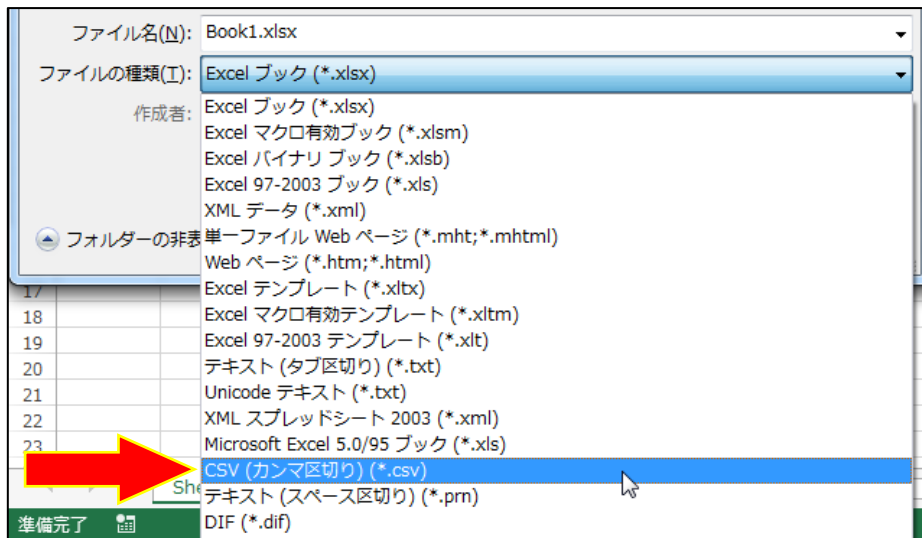 ファイル名(N): Book1.xlsx
ファイルの種類(T): Excel ブック (*.xlsx)
作成者: Excel ブック (*.xlsx)
Excel マクロ有効ブック (*.xlsm)
Excel バイナリ ブック (*.xlsb)
Excel 97-2003 ブック (*.xls)
XML データ (*.xml)
フォルダーの非表 単一ファイル Web ページ (*.mht;*.mhtml)
Web ページ (*.htm;*.html)
17 Excel テンプレート (*.xltx)
18 Excel マクロ有効テンプレート (*.xltm)
19 Excel 97-2003 テンプレート (*.xlt)
20 テキスト (タブ区切り) (*.txt)
21 Unicode テキスト (*.txt)
22 XML スプレッドシート 2003 (*.xml)
23 Microsoft Excel 5.0/95 ブック (*.xls)
CSV (カンマ区切り) (*.csv)
She テキスト (スペース区切り) (*.prn)
準備完了 DIF (*.dif)